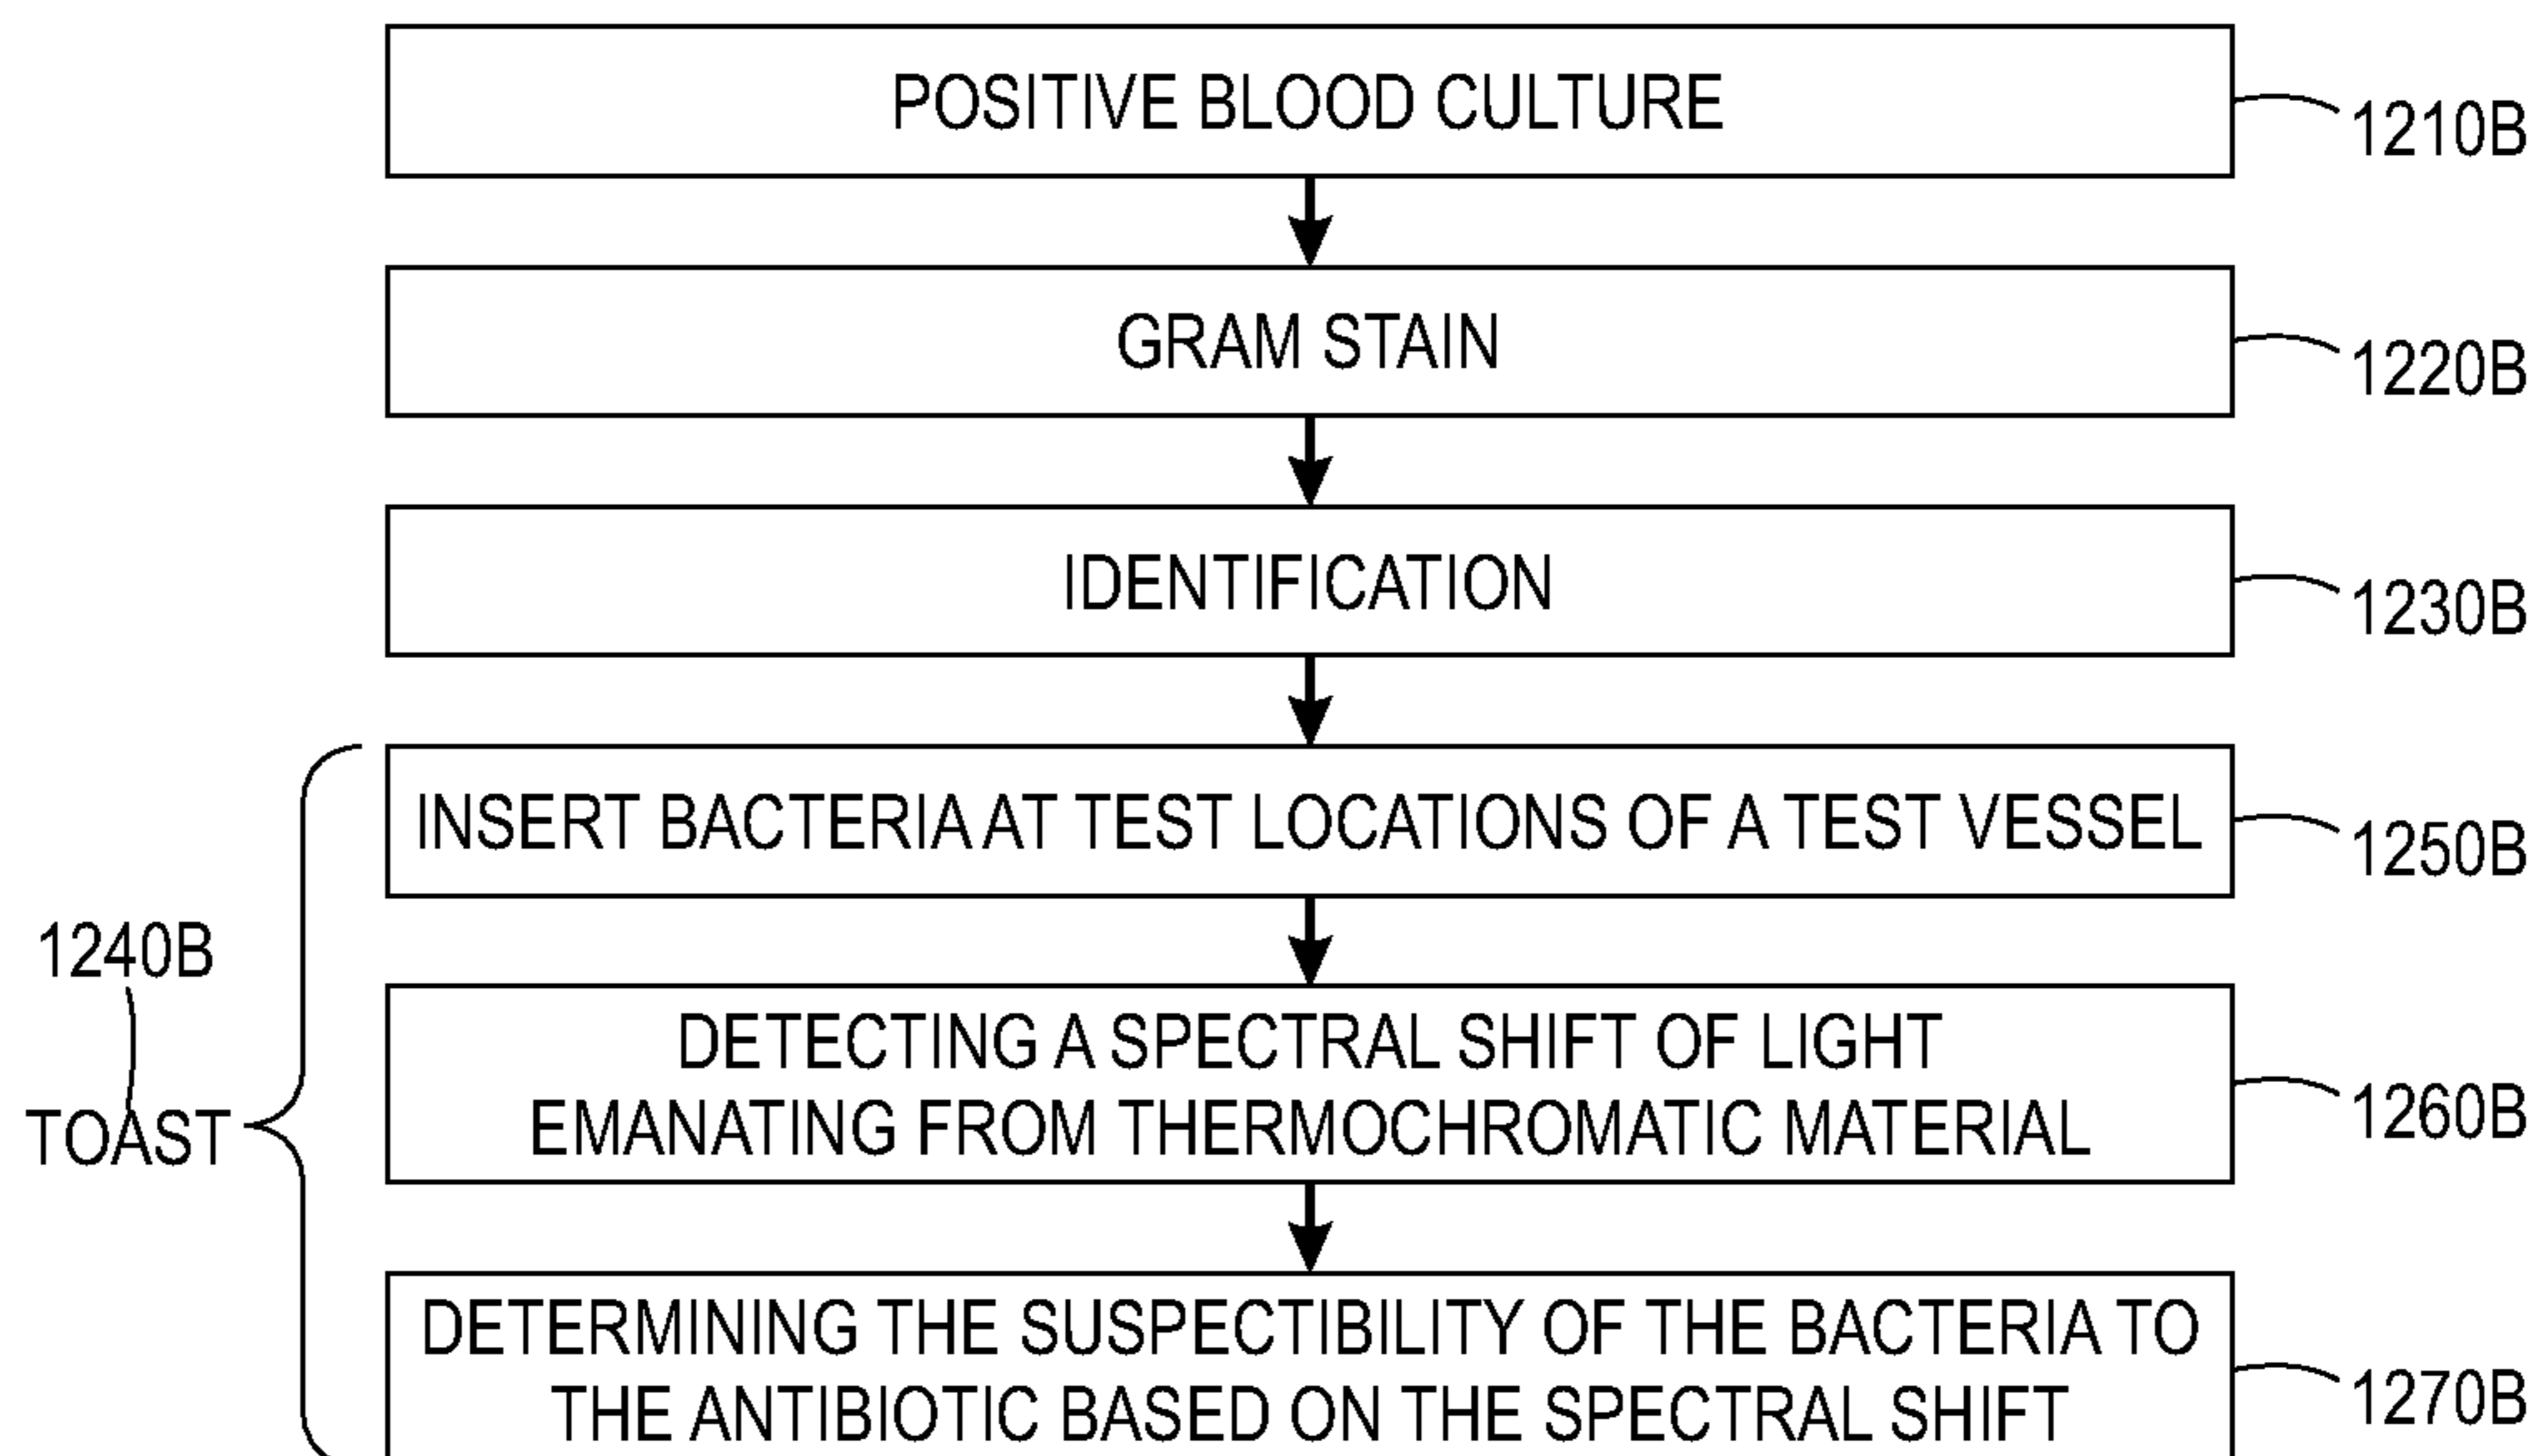 POSITIVE BLOOD CULTURE
1210B
GRAM STAIN
1220B
IDENTIFICATION
1230B
INSERT BACTERIA AT TEST LOCATIONS OF A TEST VESSEL
1250B
1240B
TOAST
DETECTING A SPECTRAL SHIFT OF LIGHT
EMANATING FROM THERMOCHROMATIC MATERIAL
1260B
DETERMINING THE SUSPECTIBILITY OF THE BACTERIA TO
THE ANTIBIOTIC BASED ON THE SPECTRAL SHIFT
1270B